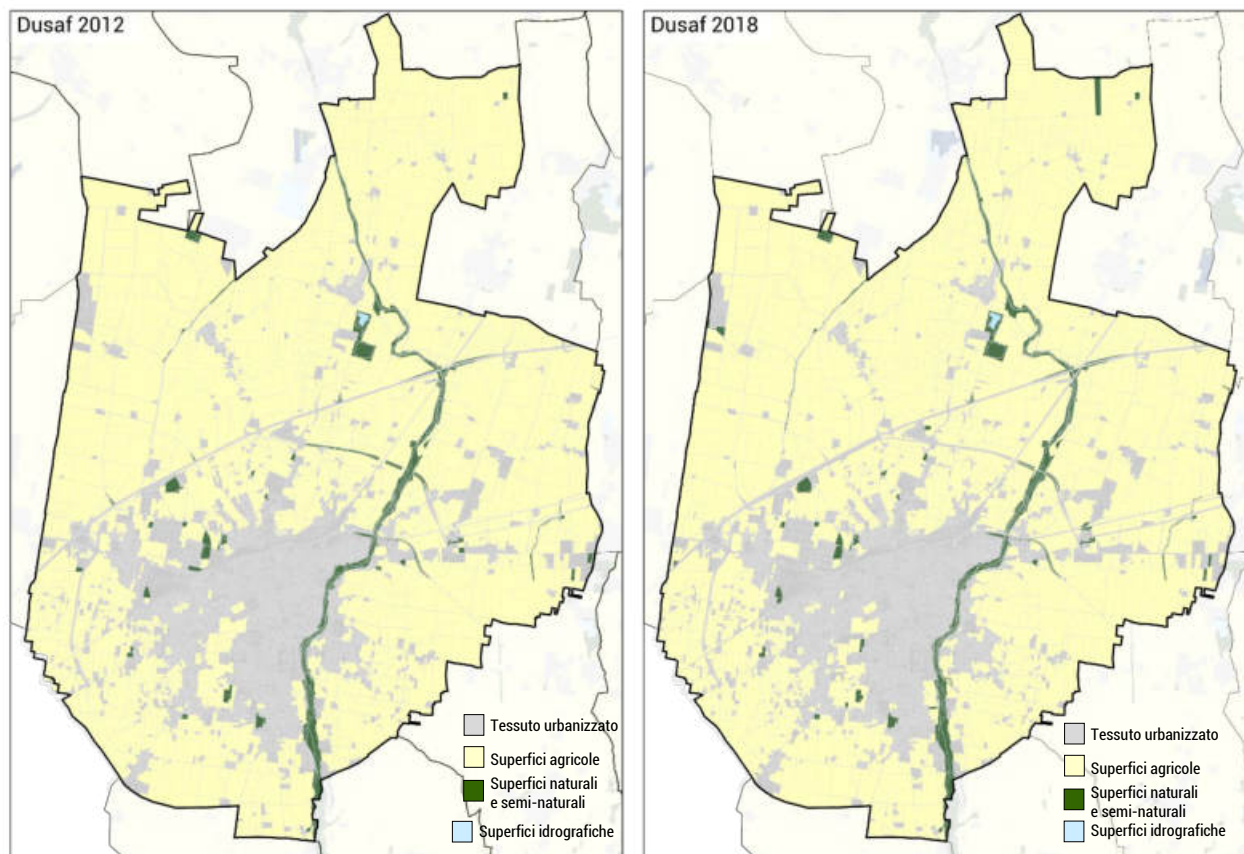 Dusaf 2012
Tessuto urbanizzato
Superfici agricole
Superfici naturali
e semi-naturali
Superfici idrografiche
Dusaf 2018
Tessuto urbanizzato
Superfici agricole
Superfici naturali
e semi-naturali
Superfici idrografiche